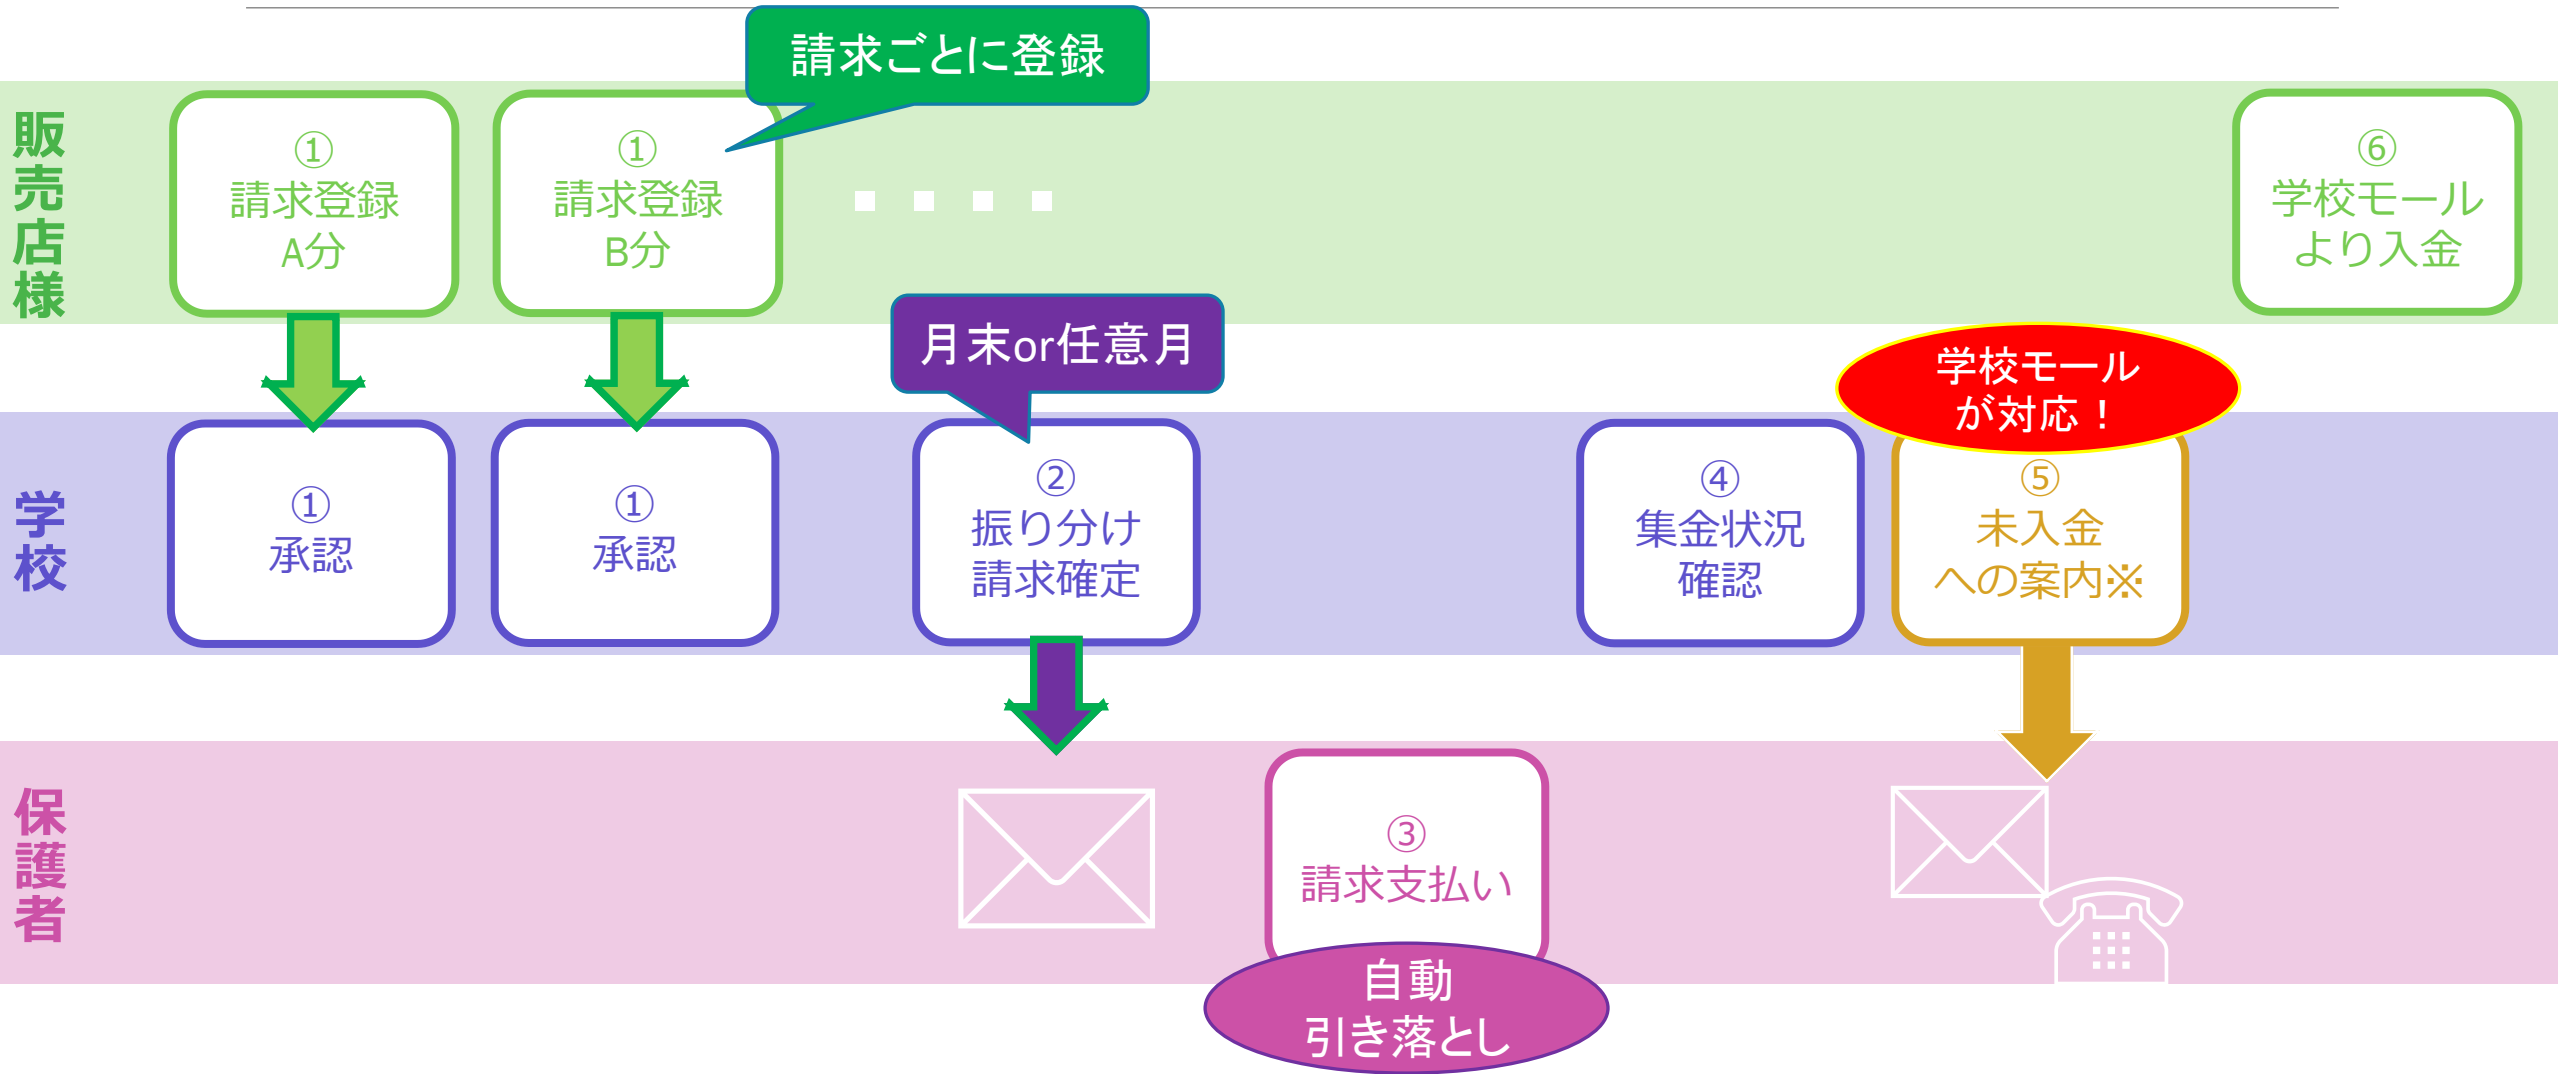 請求ごとに登録
販売店様
①
請求登録
A分
①
請求登録
B分
⑥
学校モール
より入金
月末or任意月
学校モール
が対応！
学校
①
承認
①
承認
②
振り分け
請求確定
④
集金状況
確認
⑤
未入金
への案内※
保護者
③
請求支払い
自動
引き落とし